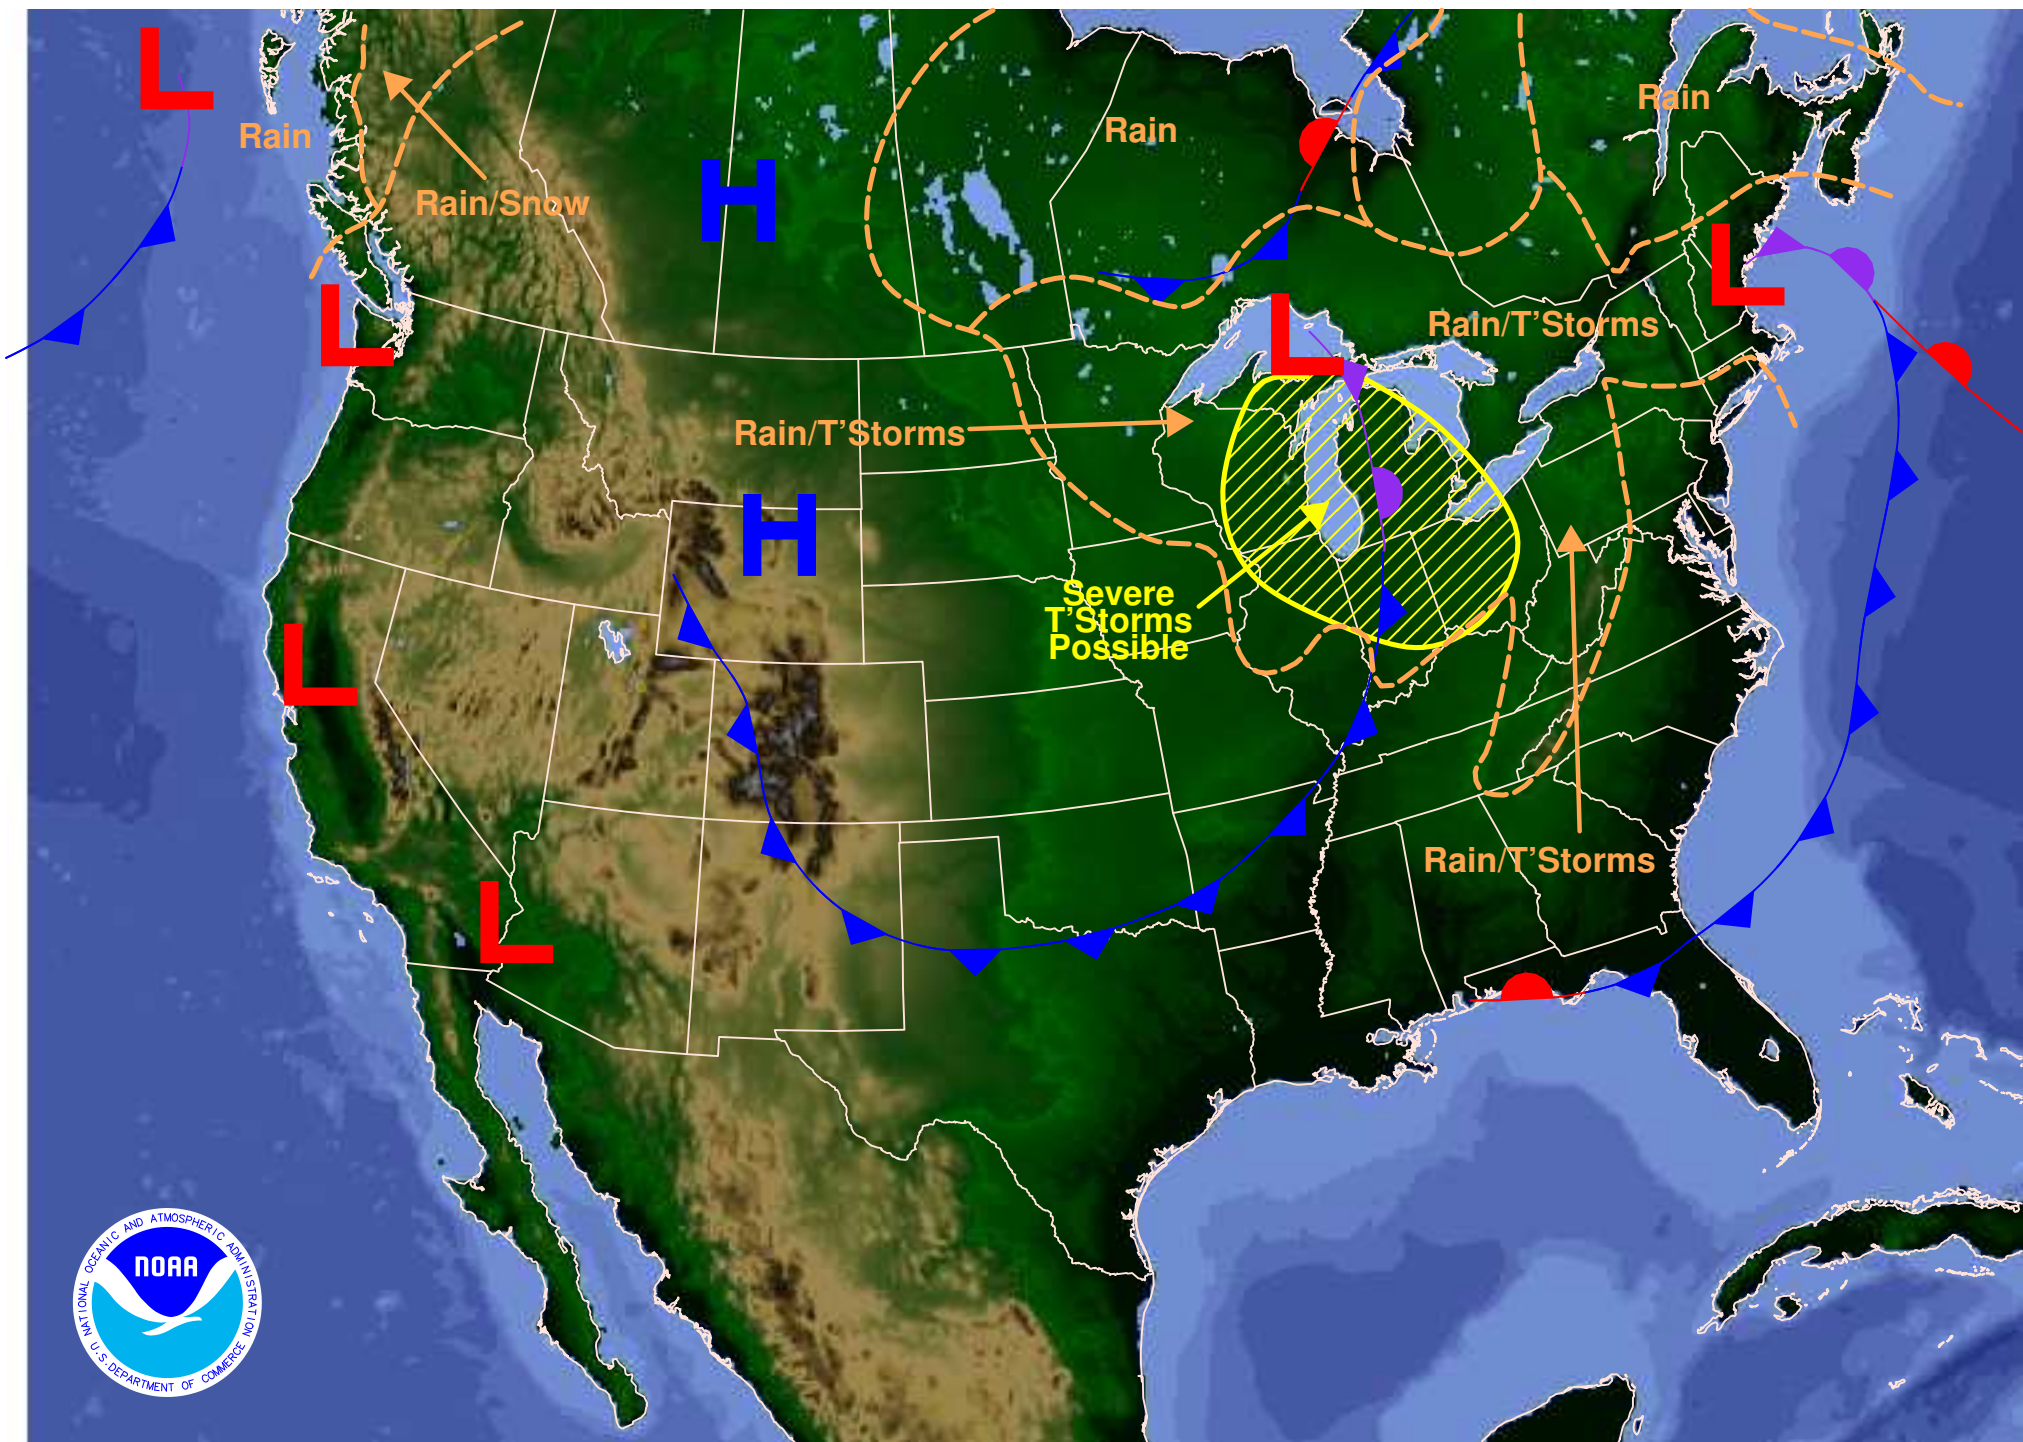 L
Rain
Rain
Rain
H
Rain/Snow
L
L
L
Rain/T'Storms
L
Rain/T'Storms
H
Severe
T'Storms
Possible
L
Rain/T'Storms
L
NATIONAL OCEANIC AND ATMOSPHERIC ADMINISTRATION
NOAA
U.S. DEPARTMENT OF COMMERCE